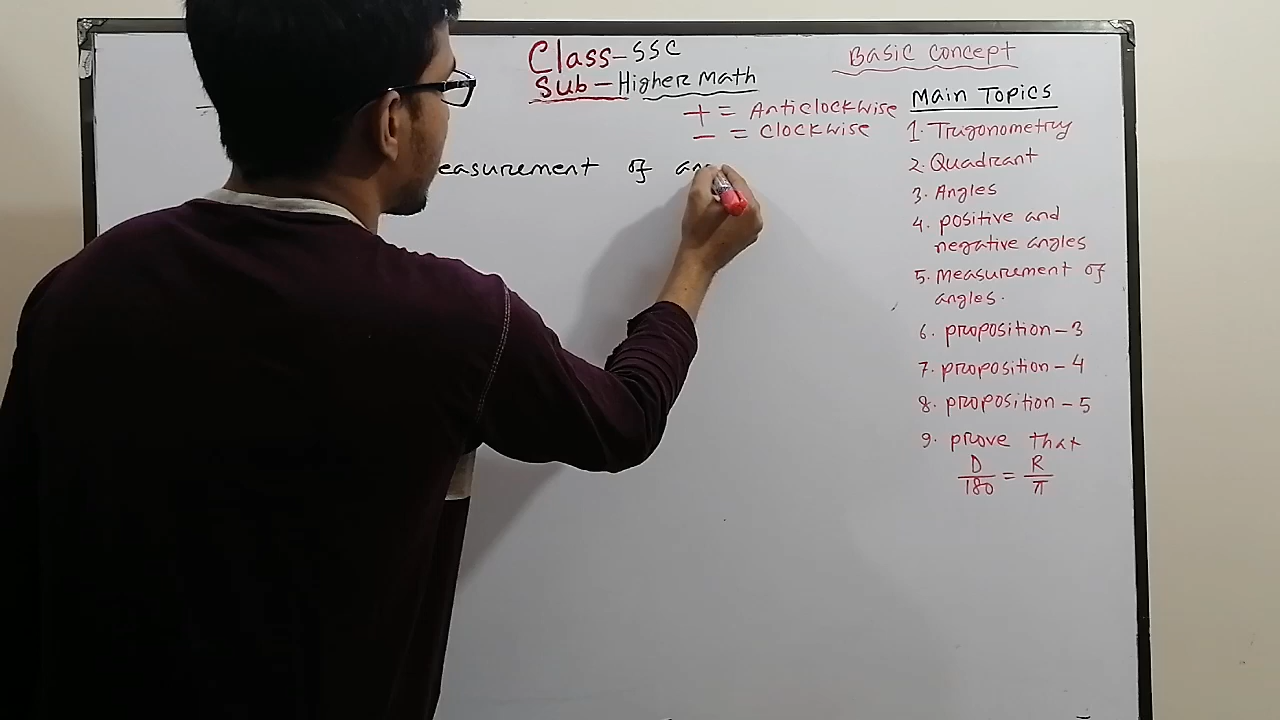 Class-SSC
Sub-Higher Math
Basic Concept
+ = Anticlockwise
- = Clockwise
easurement of an
Main Topics
1. Trigonometry
2. Quadrant
3. Angles
4. positive and
negative angles
5. Measurement of
angles.
6. proposition-3
7. proposition-4
8. proposition-5
9. prove that
D/180 = R/π